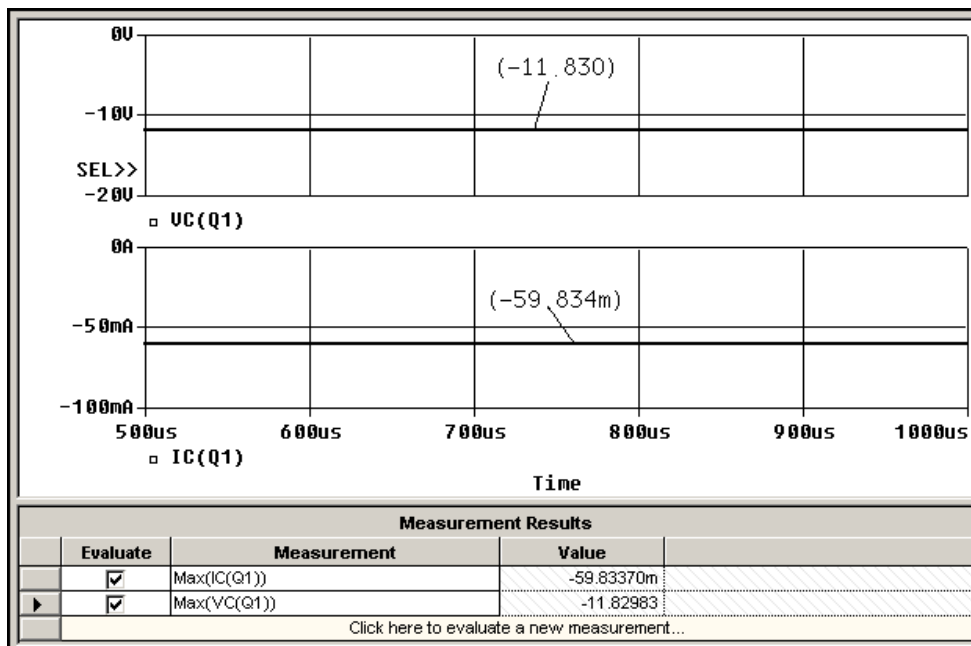 0V
(-11.830)
-10V
SEL>>
-20V
VC(Q1)
0A
(-59.834m)
-50mA
-100mA
500us 600us 700us 800us 900us 1000us
IC(Q1)
Time
Measurement Results
Evaluate Measurement Value
Max(IC(Q1)) -59.83370m
Max(VC(Q1)) -11.82983
Click here to evaluate a new measurement...